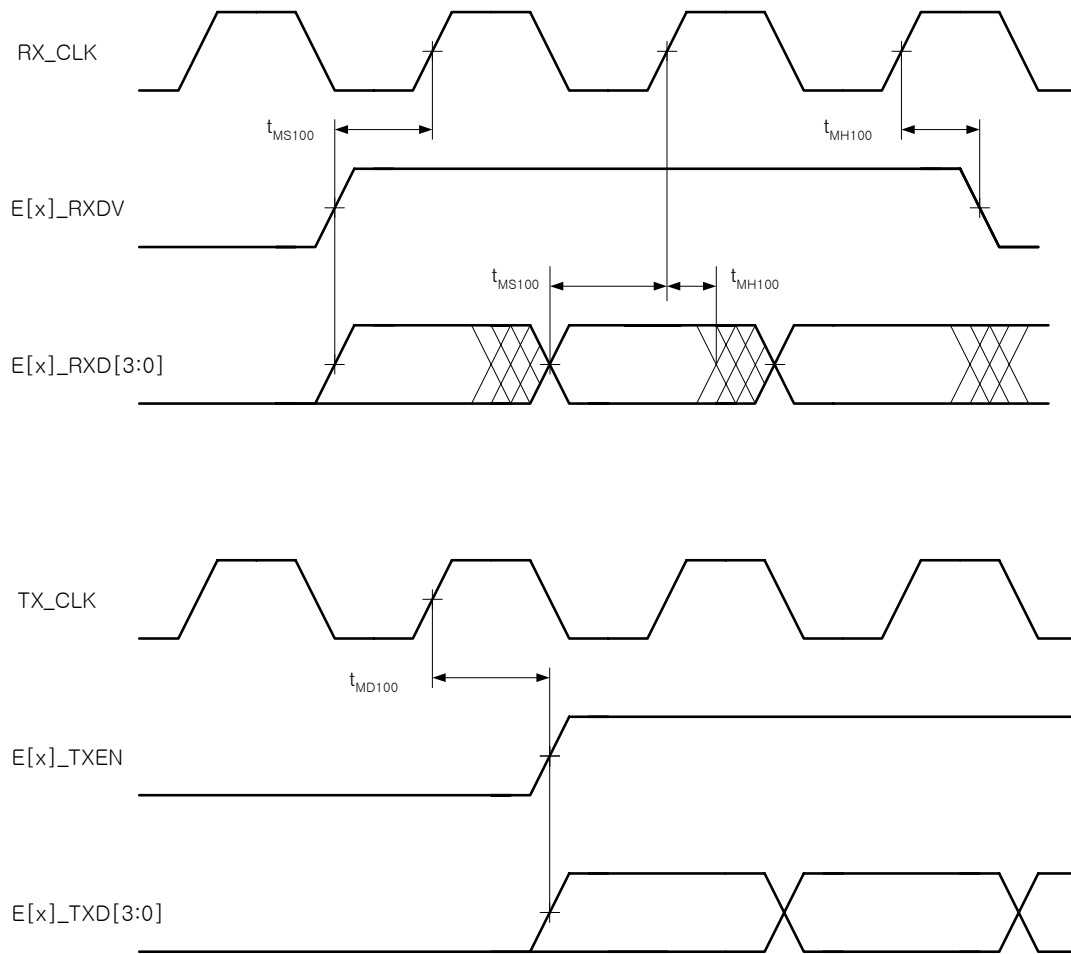 RX_CLK
tMS100
tMH100
E[x]_RXDV
tMS100
tMH100
E[x]_RXD[3:0]
TX_CLK
tMD100
E[x]_TXEN
E[x]_TXD[3:0]